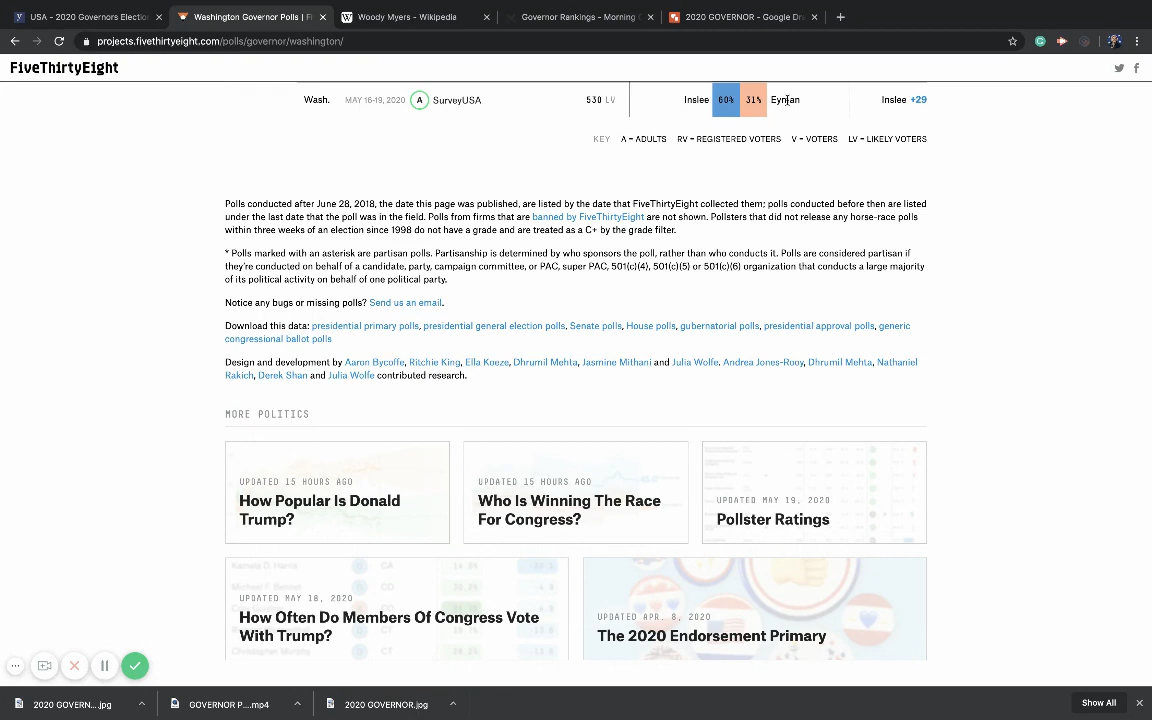 USA - 2020 Governors Electio
Washington Governor Polls | Fi
Woody Myers - Wikipedia
Governor Rankings - Morning C
2020 GOVERNOR - Google Dra
projects.fivethirtyeight.com/polls/governor/washington/
FiveThirtyEight
Wash. MAY 16-19, 2020 A SurveyUSA 530 LV Inslee 60% 31% Eyman Inslee +29
KEY A = ADULTS RV = REGISTERED VOTERS V = VOTERS LV = LIKELY VOTERS
Polls conducted after June 28, 2018, the date this page was published, are listed by the date that FiveThirtyEight collected them; polls conducted before then are listed
under the last date that the poll was in the field. Polls from firms that are banned by FiveThirtyEight are not shown. Pollsters that did not release any horse-race polls
within three weeks of an election since 1998 do not have a grade and are treated as a C+ by the grade filter.
* Polls marked with an asterisk are partisan polls. Partisanship is determined by who sponsors the poll, rather than who conducts it. Polls are considered partisan if
they're conducted on behalf of a candidate, party, campaign committee, or PAC, super PAC, 501(c)(4), 501(c)(5) or 501(c)(6) organization that conducts a large majority
of its political activity on behalf of one political party.
Notice any bugs or missing polls? Send us an email.
Download this data: presidential primary polls, presidential general election polls, Senate polls, House polls, gubernatorial polls, presidential approval polls, generic
congressional ballot polls
Design and development by Aaron Bycoffe, Ritchie King, Ella Koeze, Dhrumil Mehta, Jasmine Mithani and Julia Wolfe. Andrea Jones-Rooy, Dhrumil Mehta, Nathaniel
Rakich, Derek Shan and Julia Wolfe contributed research.
MORE POLITICS
UPDATED 15 HOURS AGO
How Popular Is Donald
Trump?
UPDATED 15 HOURS AGO
Who Is Winning The Race
For Congress?
UPDATED MAY 19, 2020
Pollster Ratings
Kamala D. Harris D CA
Michael F. Bennet D CO
UPDATED MAY 18, 2020
How Often Do Members Of Congress Vote
With Trump?
UPDATED APR. 8, 2020
The 2020 Endorsement Primary
2020 GOVERN....jpg
GOVERNOR P....mp4
2020 GOVERNOR.jpg
Show All